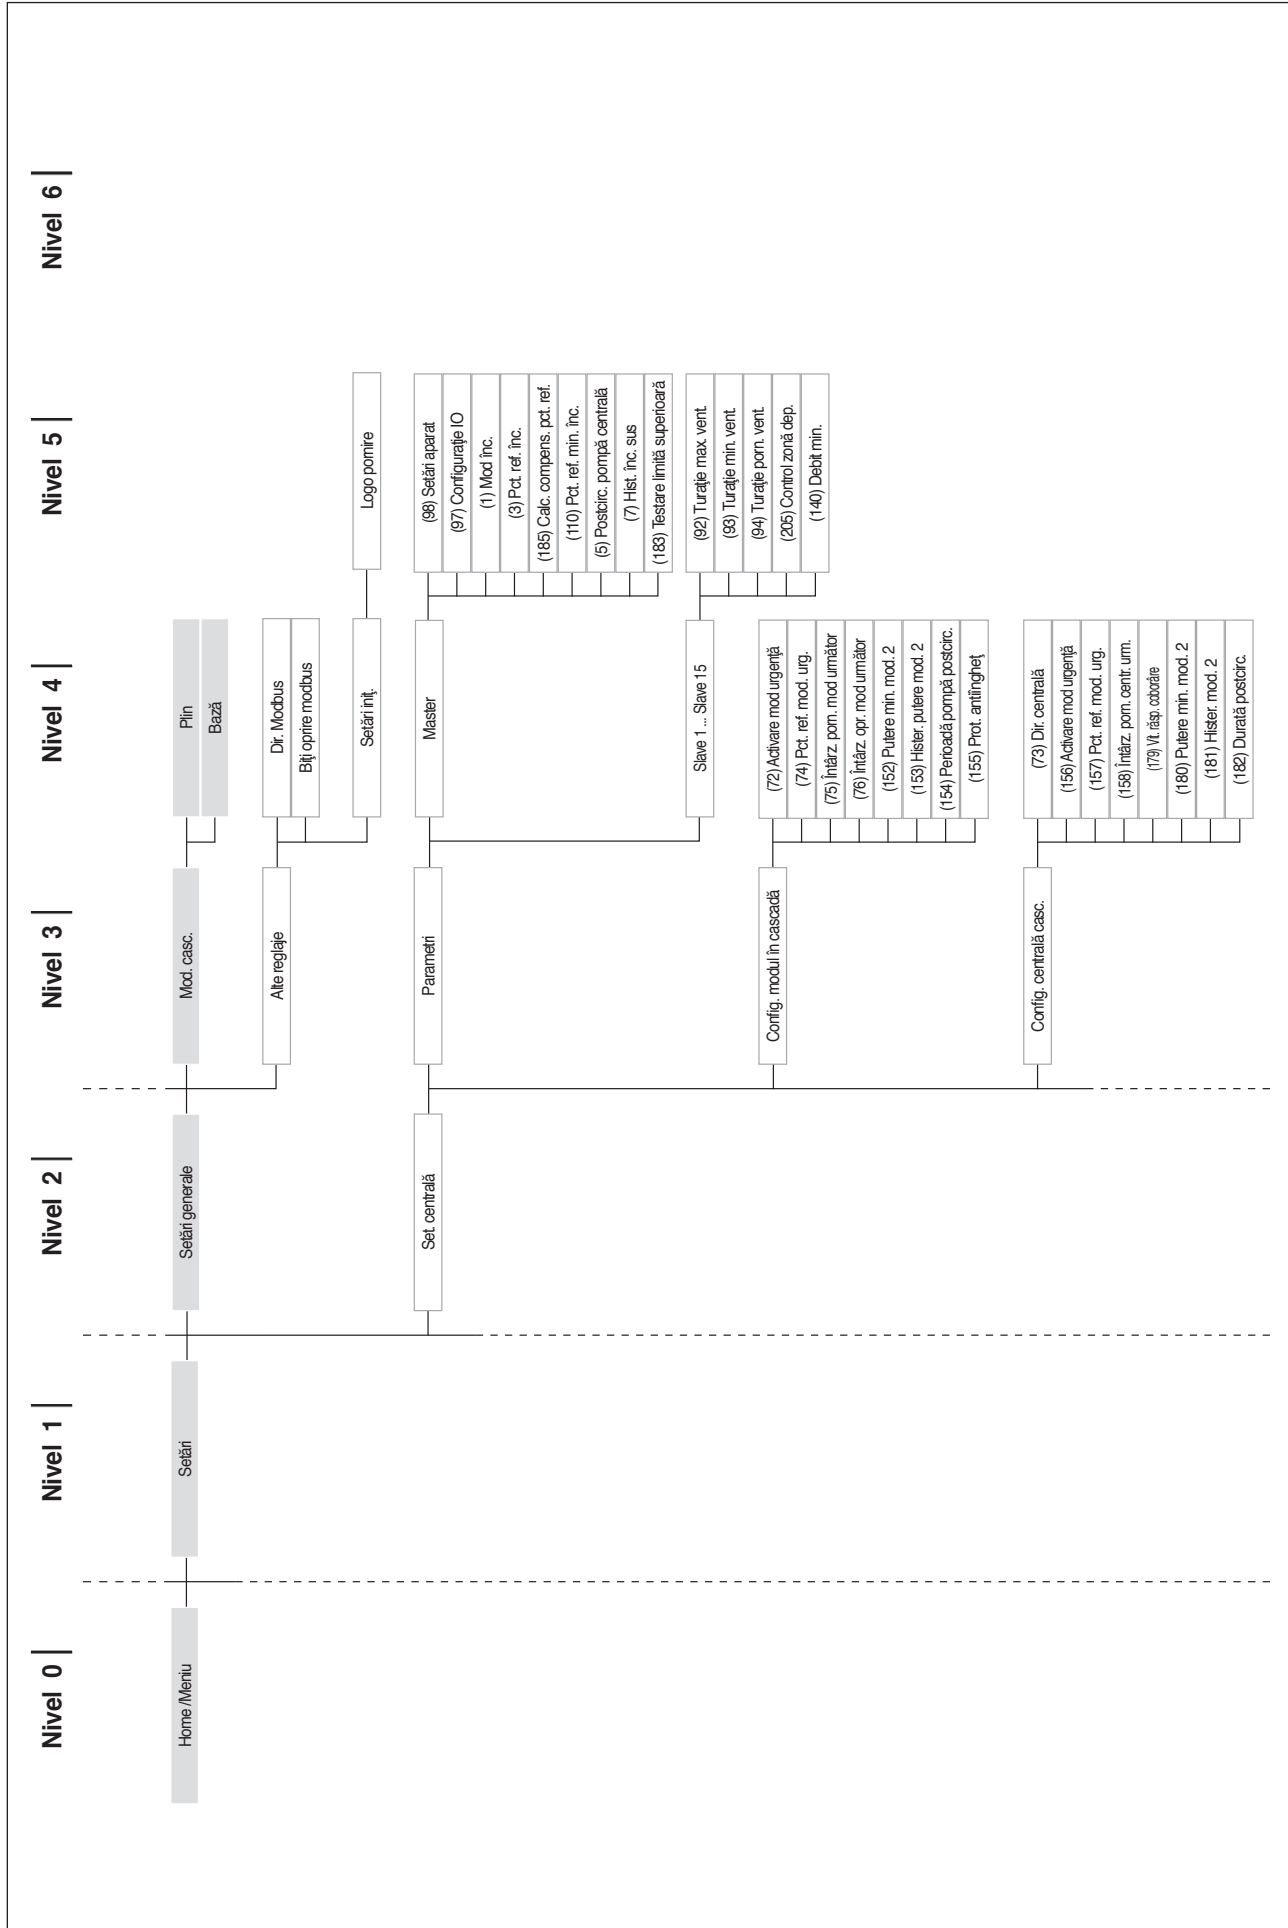 Nivel 0
Nivel 1
Nivel 2
Nivel 3
Nivel 4
Nivel 5
Nivel 6
Home /Meniu
Setări
Setări generale
Mod. casc.
Plin
Bază
Alte reglaje
Dir. Modbus
Biţi oprire modbus
Setări iniţ.
Logo pornire
Set. centrală
Parametri
Master
(98) Setări aparat
(97) Configuraţie IO
(1) Mod înc.
(3) Pct. ref. înc.
(185) Calc. compens. pct. ref.
(110) Pct. ref. min. înc.
(5) Postcirc. pompă centrală
(7) Hist. înc. sus
(183) Testare limită superioară
Slave 1 ... Slave 15
(92) Turaţie max. vent.
(93) Turaţie min. vent.
(94) Turaţie porn. vent.
(205) Control zonă dep.
(140) Debit min.
Config. modul în cascadă
(72) Activare mod urgenţă
(74) Pct. ref. mod. urg.
(75) Întârz. porn. mod următor
(76) Întârz. opr. mod următor
(152) Putere min. mod. 2
(153) Hister. putere mod. 2
(154) Perioadă pompă postcirc.
(155) Prot. antiîngheţ
Config. centrală casc.
(73) Dir. centrală
(156) Activare mod urgenţă
(157) Pct. ref. mod. urg.
(158) Întârz. porn. centr. urm.
(179) Vit. răsp. coborâre
(180) Putere min. mod. 2
(181) Hister. mod. 2
(182) Durată postcirc.